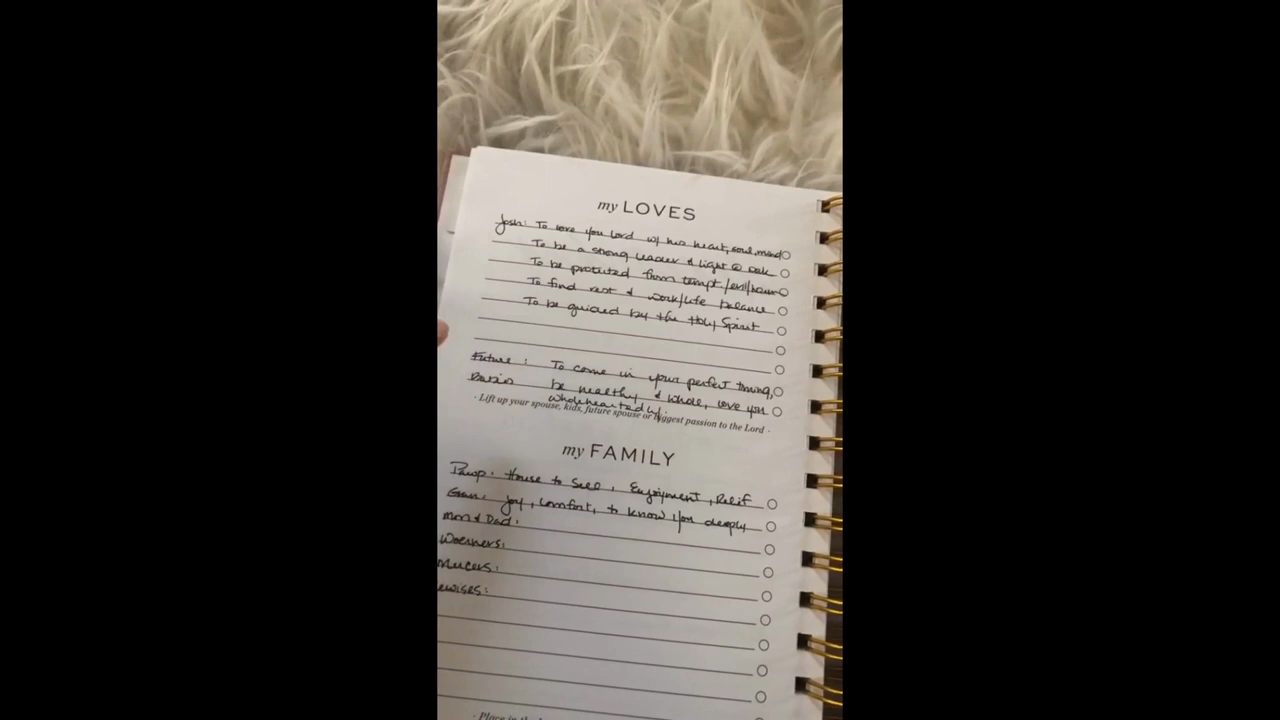 my LOVES
Josh: To love you Lord w/ his heart, soul, mind
To be a strong leader & light @
To be protected from tempt/evil/harm
To find rest & work/life balance
To be guided by the Holy Spirit
Future: To come in your perfect timing,
be healthy & whole, love you
wholeheartedly.
· Lift up your spouse, kids, future spouse or biggest passion to the Lord ·
my FAMILY
Pawp: House to Sell, Enjoyment, Relief
Gran: Joy, comfort, to know you deeply
Mom & Dad:
· Place in the